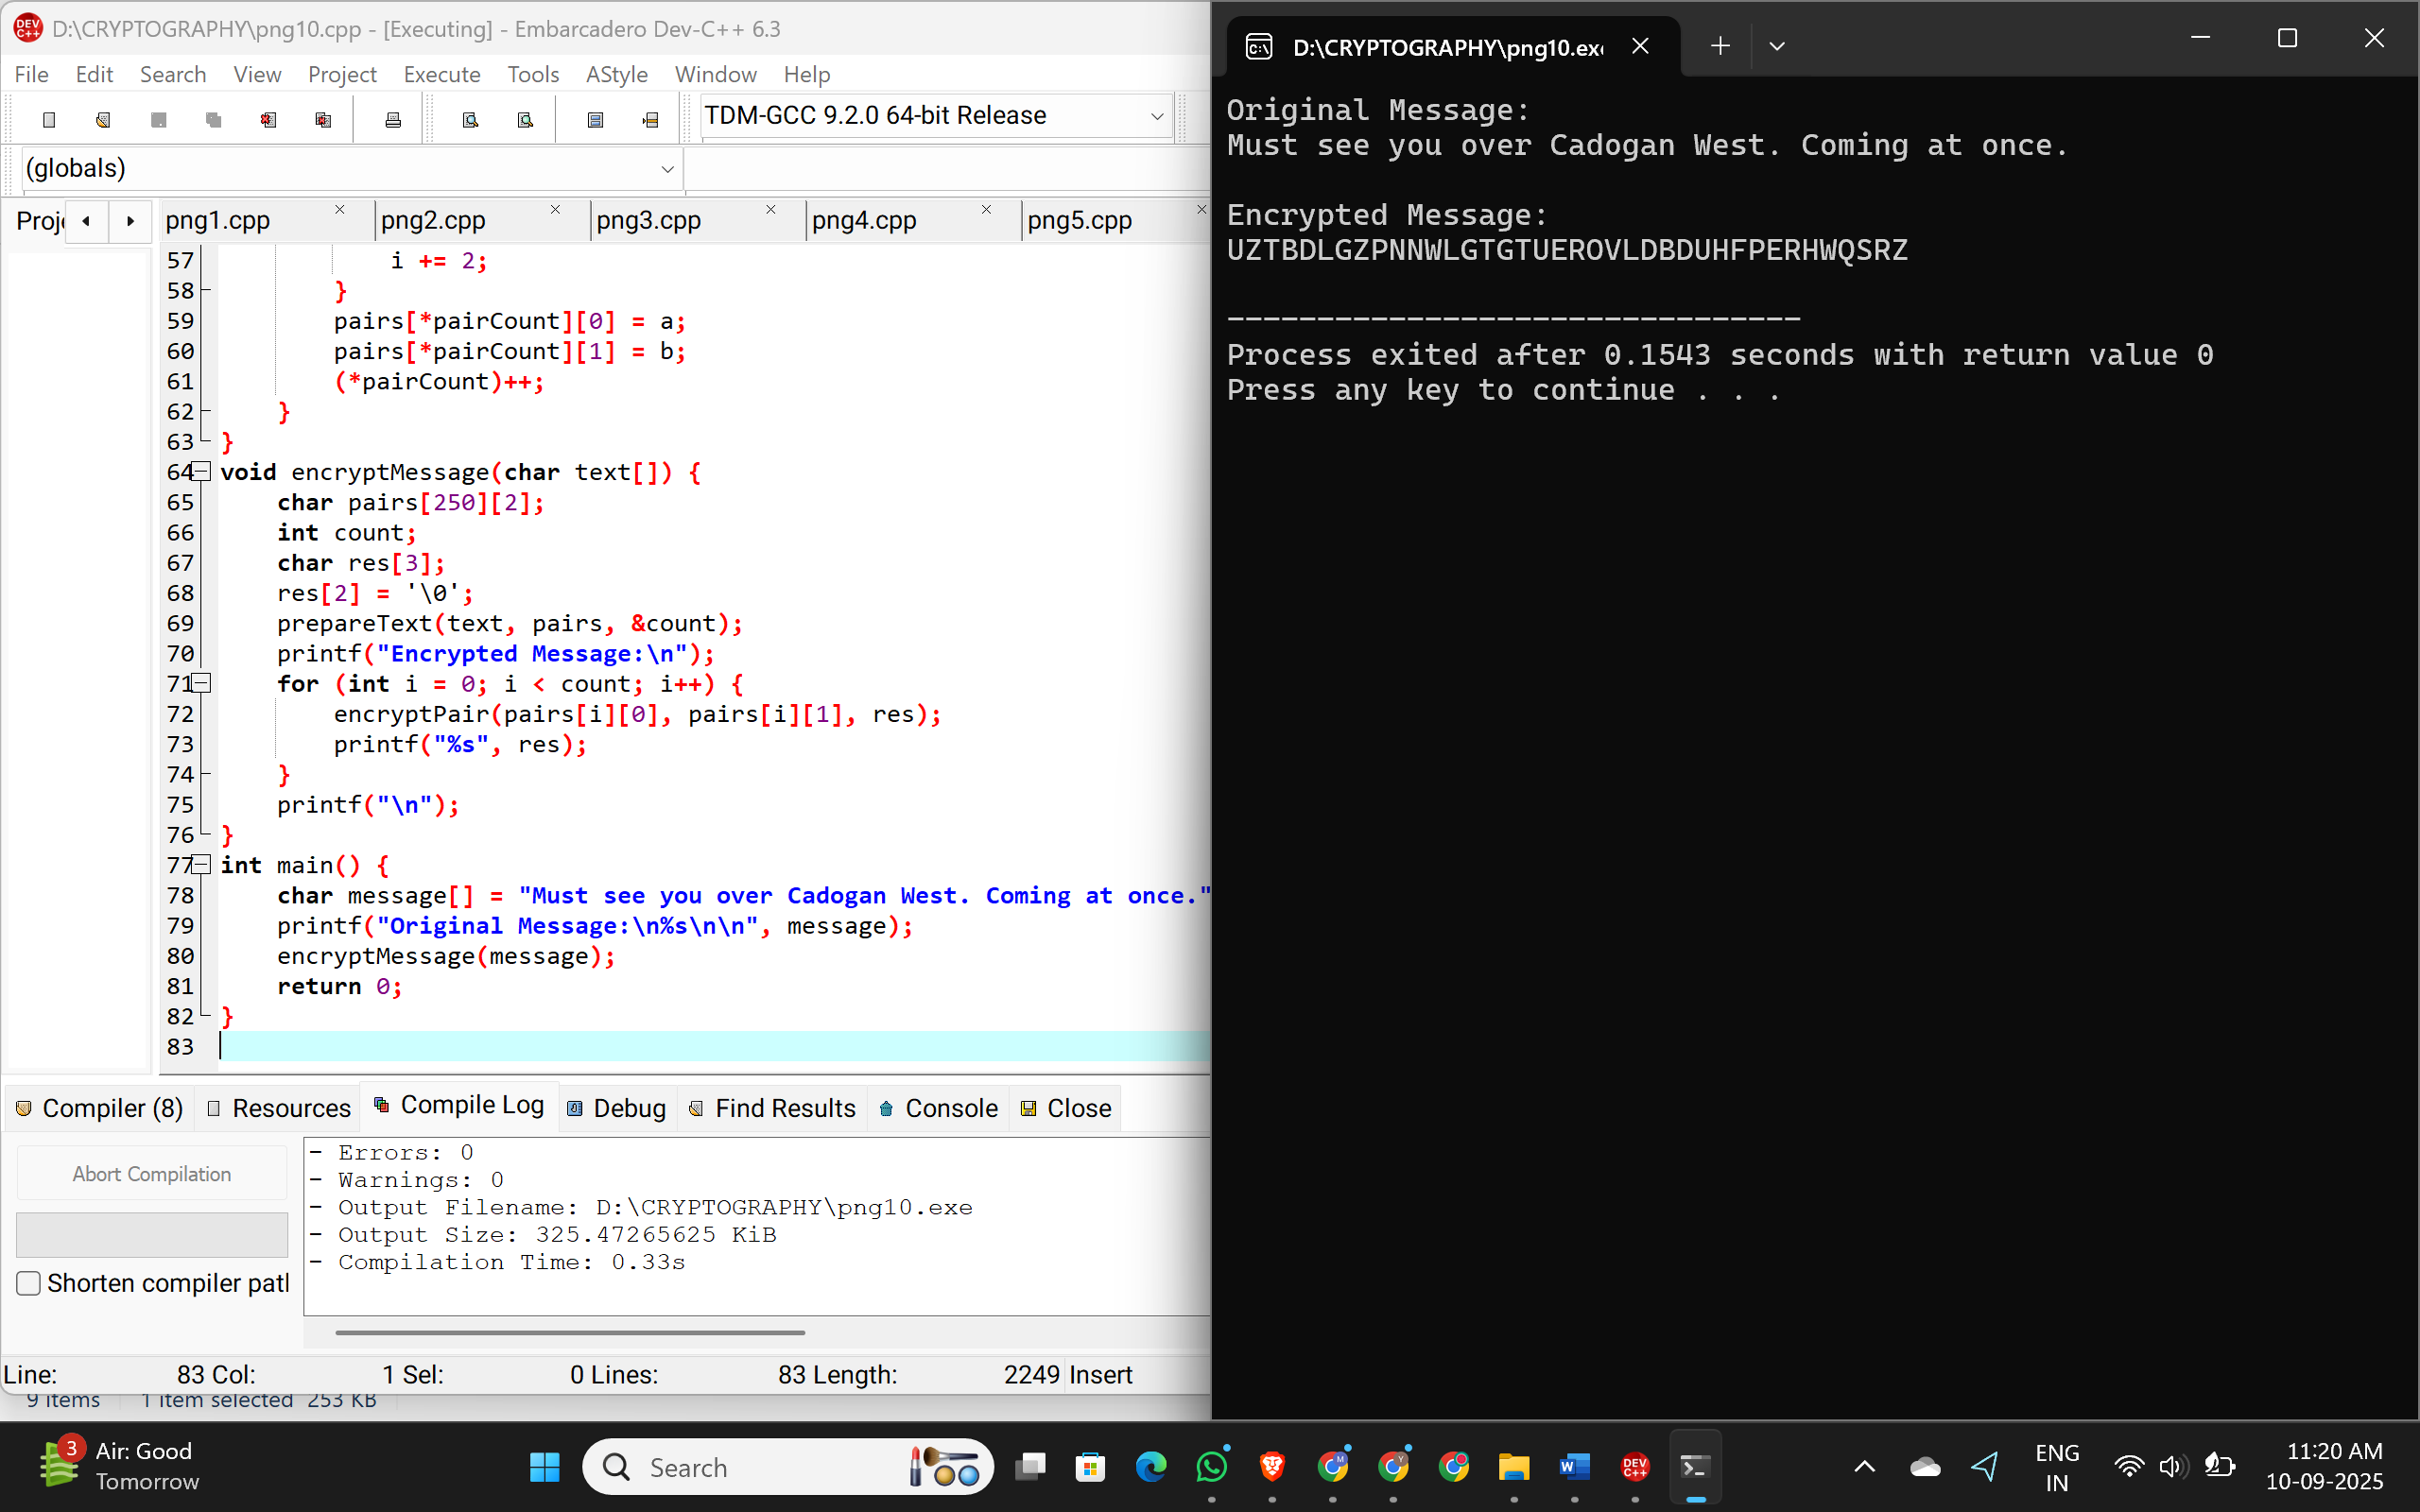 D:\CRYPTOGRAPHY\png10.cpp - [Executing] - Embarcadero Dev-C++ 6.3
File Edit Search View Project Execute Tools AStyle Window Help
TDM-GCC 9.2.0 64-bit Release
(globals)
Proj
png1.cpp png2.cpp png3.cpp png4.cpp png5.cpp
57 i += 2;
58 }
59 pairs[*pairCount][0] = a;
60 pairs[*pairCount][1] = b;
61 (*pairCount)++;
62 }
63 }
64 void encryptMessage(char text[]) {
65 char pairs[250][2];
66 int count;
67 char res[3];
68 res[2] = '\0';
69 prepareText(text, pairs, &count);
70 printf("Encrypted Message:\n");
71 for (int i = 0; i < count; i++) {
72 encryptPair(pairs[i][0], pairs[i][1], res);
73 printf("%s", res);
74 }
75 printf("\n");
76 }
77 int main() {
78 char message[] = "Must see you over Cadogan West. Coming at once."
79 printf("Original Message:\n%s\n\n", message);
80 encryptMessage(message);
81 return 0;
82 }
83
Compiler (8) Resources Compile Log Debug Find Results Console Close
Abort Compilation
Shorten compiler patl
- Errors: 0
- Warnings: 0
- Output Filename: D:\CRYPTOGRAPHY\png10.exe
- Output Size: 325.47265625 KiB
- Compilation Time: 0.33s
Line: 83 Col: 1 Sel: 0 Lines: 83 Length: 2249 Insert
9 items 1 item selected 253 KB
D:\CRYPTOGRAPHY\png10.exe
Original Message:
Must see you over Cadogan West. Coming at once.
Encrypted Message:
UZTBDLGZPNNWLGTGTUEROVLDBDUHFPERHWQSRZ
--------------------------------
Process exited after 0.1543 seconds with return value 0
Press any key to continue . . .
3
Air: Good
Tomorrow
Search
ENG
IN
11:20 AM
10-09-2025